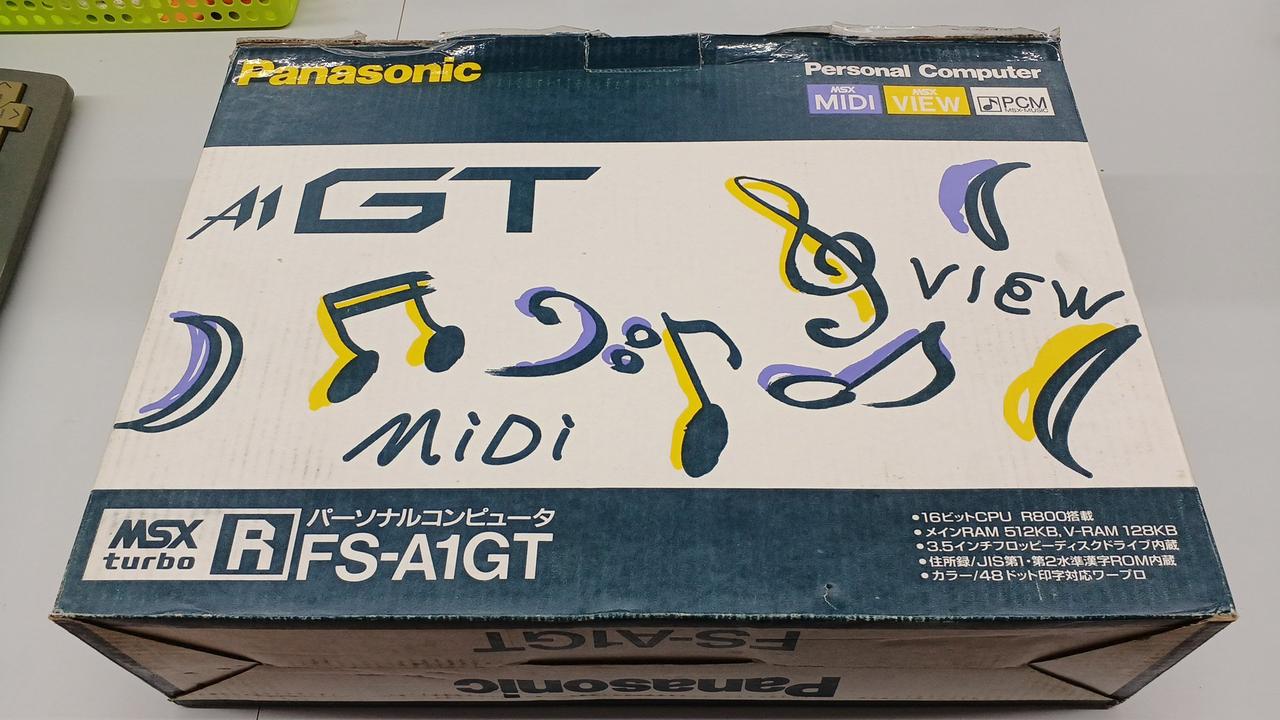 Panasonic
Personal Computer
MSX MIDI
MSX VIEW
PCM MSX-MUSIC
A1GT
VIEW
MiDi
MSX turbo R
パーソナルコンピュータ
FS-A1GT
•16ビットCPU R800搭載
•メインRAM 512KB, V-RAM 128KB
•3.5インチフロッピーディスクドライブ内蔵
•住所録/JIS第1・第2水準漢字ROM内蔵
•カラー/48ドット印字対応ワープロ
FS-A1GT
Panasonic